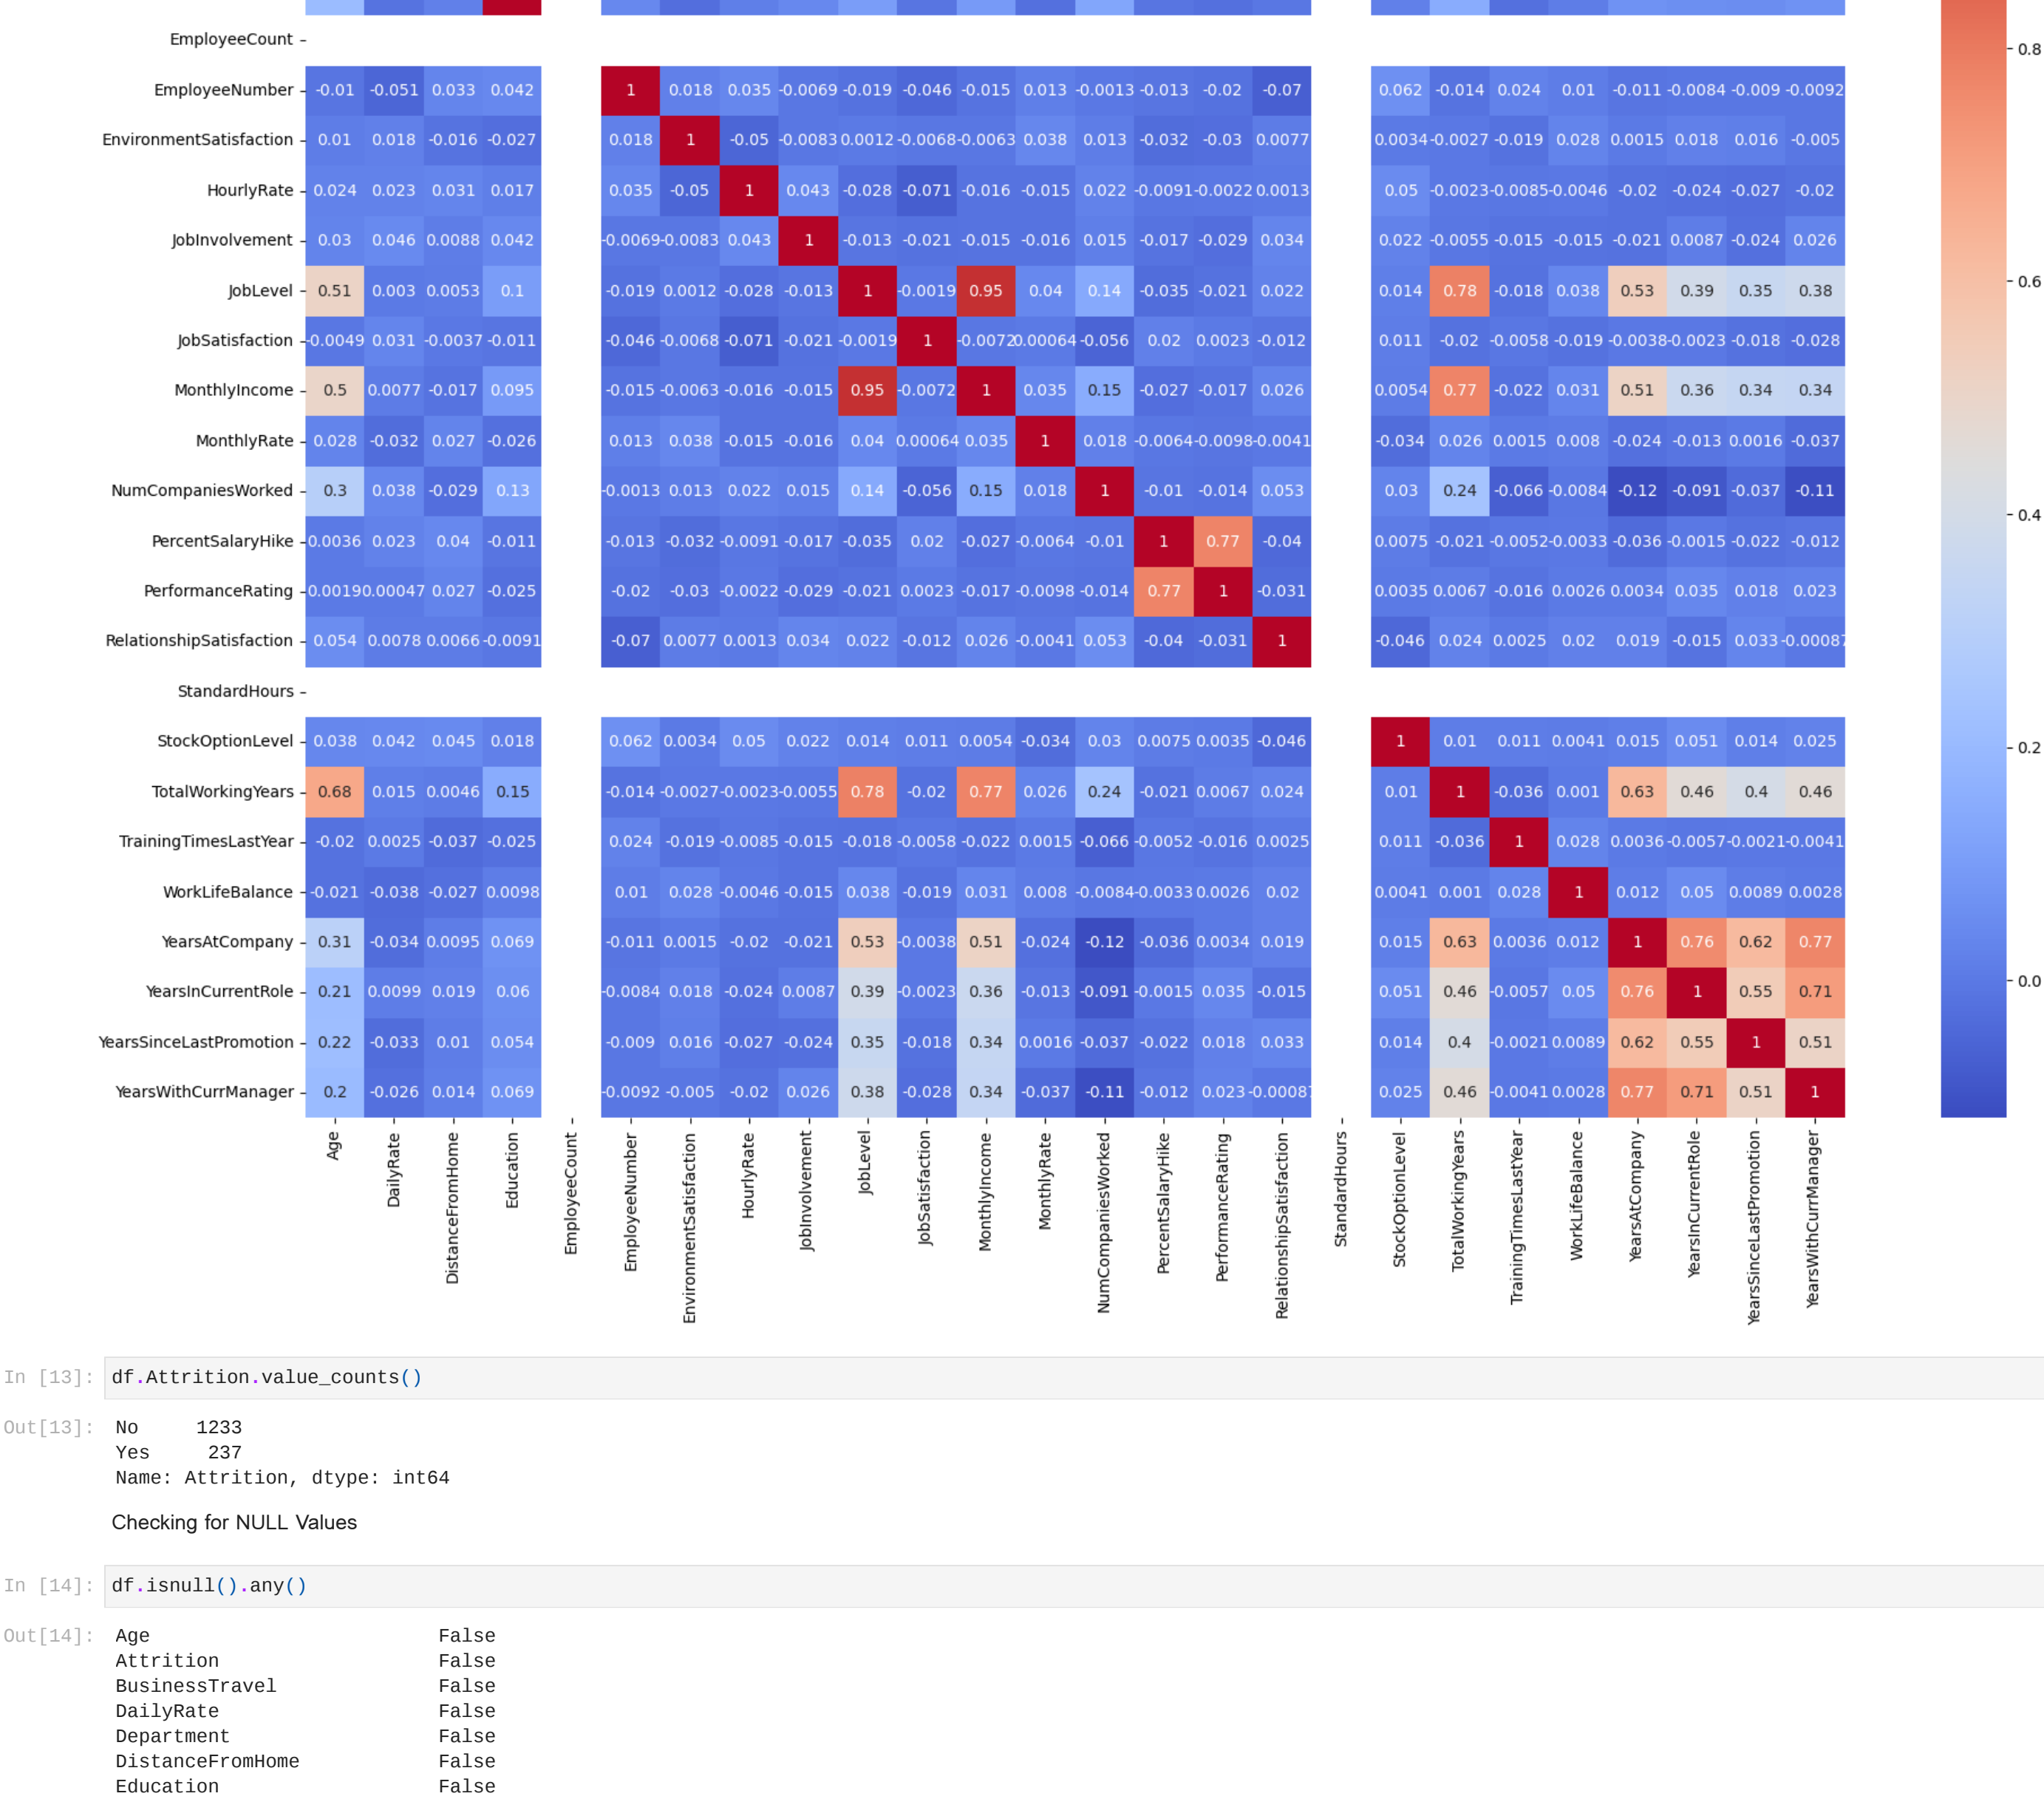 0.8
EmployeeCount
EmployeeNumber -0.01 -0.051 0.033 0.042 1 0.018 0.035 -0.0069 -0.019 -0.046 -0.015 0.013 -0.0013 -0.013 -0.02 -0.07 0.062 -0.014 0.024 0.01 -0.011 -0.0084 -0.009 -0.0092
EnvironmentSatisfaction 0.01 0.018 -0.016 -0.027 0.018 1 -0.05 -0.0083 0.0012 -0.0068 -0.0063 0.038 0.013 -0.032 -0.03 0.0077 0.0034 -0.0027 -0.019 0.028 0.0015 0.018 0.016 -0.005
HourlyRate 0.024 0.023 0.031 0.017 0.035 -0.05 1 0.043 -0.028 -0.071 -0.016 -0.015 0.022 -0.0091 -0.0022 0.0013 0.05 -0.0023 -0.0085 -0.0046 -0.02 -0.024 -0.027 -0.02
JobInvolvement 0.03 0.046 0.0088 0.042 -0.0069 -0.0083 0.043 1 -0.013 -0.021 -0.015 -0.016 0.015 -0.017 -0.029 0.034 0.022 -0.0055 -0.015 -0.015 -0.021 0.0087 -0.024 0.026
JobLevel 0.51 0.003 0.0053 0.1 -0.019 0.0012 -0.028 -0.013 1 -0.0019 0.95 0.04 0.14 -0.035 -0.021 0.022 0.014 0.78 -0.018 0.038 0.53 0.39 0.35 0.38
0.6
JobSatisfaction -0.0049 0.031 -0.0037 -0.011 -0.046 -0.0068 -0.071 -0.021 -0.0019 1 -0.0072 0.00064 -0.056 0.02 0.0023 -0.012 0.011 -0.02 -0.0058 -0.019 -0.0038 -0.0023 -0.018 -0.028
MonthlyIncome 0.5 0.0077 -0.017 0.095 -0.015 -0.0063 -0.016 -0.015 0.95 -0.0072 1 0.035 0.15 -0.027 -0.017 0.026 0.0054 0.77 -0.022 0.031 0.51 0.36 0.34 0.34
MonthlyRate 0.028 -0.032 0.027 -0.026 0.013 0.038 -0.015 -0.016 0.04 0.00064 0.035 1 0.018 -0.0064 -0.0098 -0.0041 -0.034 0.026 0.0015 0.008 -0.024 -0.013 0.0016 -0.037
NumCompaniesWorked 0.3 0.038 -0.029 0.13 -0.0013 0.013 0.022 0.015 0.14 -0.056 0.15 0.018 1 -0.01 -0.014 0.053 0.03 0.24 -0.066 -0.0084 -0.12 -0.091 -0.037 -0.11
0.4
PercentSalaryHike 0.0036 0.023 0.04 -0.011 -0.013 -0.032 -0.0091 -0.017 -0.035 0.02 -0.027 -0.0064 -0.01 1 0.77 -0.04 0.0075 -0.021 -0.0052 -0.0033 -0.036 -0.0015 -0.022 -0.012
PerformanceRating 0.0019 0.00047 0.027 -0.025 -0.02 -0.03 -0.0022 -0.029 -0.021 0.0023 -0.017 -0.0098 -0.014 0.77 1 -0.031 0.0035 0.0067 -0.016 0.0026 0.0034 0.035 0.018 0.023
RelationshipSatisfaction 0.054 0.0078 0.0066 -0.0091 -0.07 0.0077 0.0013 0.034 0.022 -0.012 0.026 -0.0041 0.053 -0.04 -0.031 1 -0.046 0.024 0.0025 0.02 0.019 -0.015 0.033 -0.00087
StandardHours
StockOptionLevel 0.038 0.042 0.045 0.018 0.062 0.0034 0.05 0.022 0.014 0.011 0.0054 -0.034 0.03 0.0075 0.0035 -0.046 1 0.01 0.011 0.0041 0.015 0.051 0.014 0.025
0.2
TotalWorkingYears 0.68 0.015 0.0046 0.15 -0.014 -0.0027 -0.0023 -0.0055 0.78 -0.02 0.77 0.026 0.24 -0.021 0.0067 0.024 0.01 1 -0.036 0.001 0.63 0.46 0.4 0.46
TrainingTimesLastYear -0.02 0.0025 -0.037 -0.025 0.024 -0.019 -0.0085 -0.015 -0.018 -0.0058 -0.022 0.0015 -0.066 -0.0052 -0.016 0.0025 0.011 -0.036 1 0.028 0.0036 -0.0057 -0.0021 -0.0041
WorkLifeBalance -0.021 -0.038 -0.027 0.0098 0.01 0.028 -0.0046 -0.015 0.038 -0.019 0.031 0.008 -0.0084 -0.0033 0.0026 0.02 0.0041 0.001 0.028 1 0.012 0.05 0.0089 0.0028
YearsAtCompany 0.31 -0.034 0.0095 0.069 -0.011 0.0015 -0.02 -0.021 0.53 -0.0038 0.51 -0.024 -0.12 -0.036 0.0034 0.019 0.015 0.63 0.0036 0.012 1 0.76 0.62 0.77
0.0
YearsInCurrentRole 0.21 0.0099 0.019 0.06 -0.0084 0.018 -0.024 0.0087 0.39 -0.0023 0.36 -0.013 -0.091 -0.0015 0.035 -0.015 0.051 0.46 -0.0057 0.05 0.76 1 0.55 0.71
YearsSinceLastPromotion 0.22 -0.033 0.01 0.054 -0.009 0.016 -0.027 -0.024 0.35 -0.018 0.34 0.0016 -0.037 -0.022 0.018 0.033 0.014 0.4 -0.0021 0.0089 0.62 0.55 1 0.51
YearsWithCurrManager 0.2 -0.026 0.014 0.069 -0.0092 -0.005 -0.02 0.026 0.38 -0.028 0.34 -0.037 -0.11 -0.012 0.023 -0.00087 0.025 0.46 -0.0041 0.0028 0.77 0.71 0.51 1
Age
DailyRate
DistanceFromHome
Education
EmployeeCount
EmployeeNumber
EnvironmentSatisfaction
HourlyRate
JobInvolvement
JobLevel
JobSatisfaction
MonthlyIncome
MonthlyRate
NumCompaniesWorked
PercentSalaryHike
PerformanceRating
RelationshipSatisfaction
StandardHours
StockOptionLevel
TotalWorkingYears
TrainingTimesLastYear
WorkLifeBalance
YearsAtCompany
YearsInCurrentRole
YearsSinceLastPromotion
YearsWithCurrManager
In [13]: df.Attrition.value_counts()
Out[13]: No 1233
Yes 237
Name: Attrition, dtype: int64
Checking for NULL Values
In [14]: df.isnull().any()
Out[14]: Age False
Attrition False
BusinessTravel False
DailyRate False
Department False
DistanceFromHome False
Education False